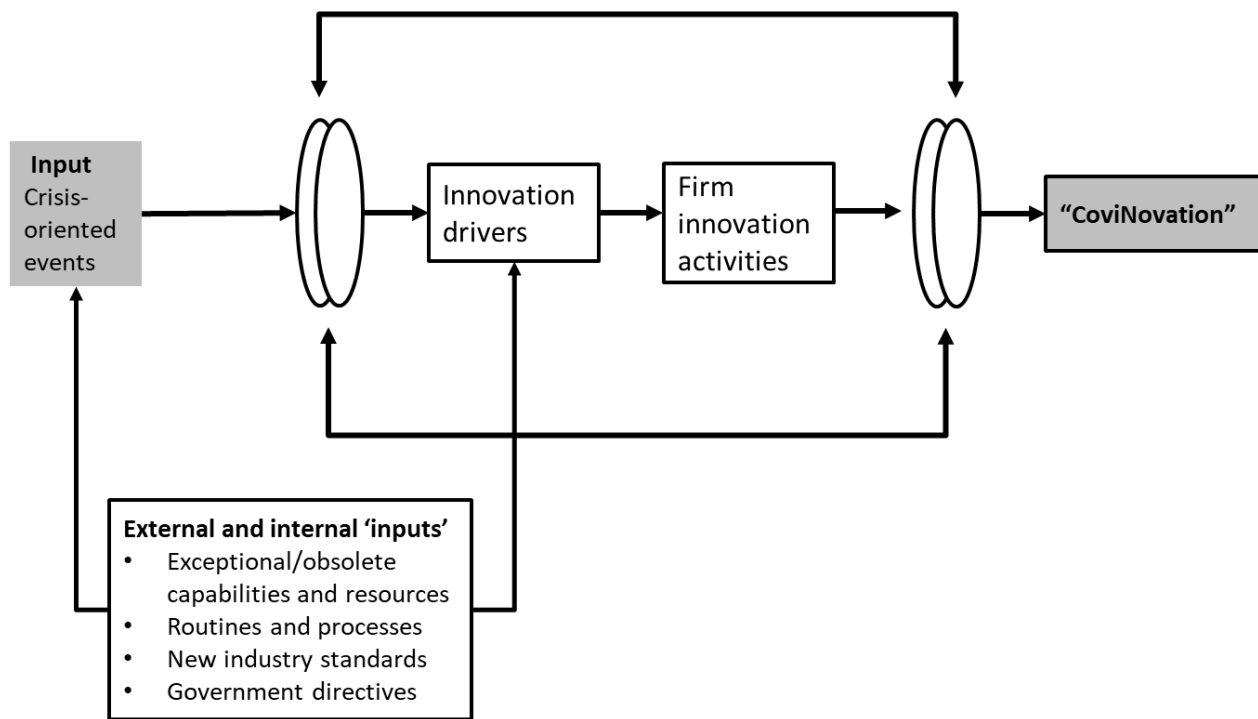 Input
Crisis-
oriented
events
Innovation
drivers
Firm
innovation
activities
“CoviNovation”
External and internal ‘inputs’
• Exceptional/obsolete
capabilities and resources
• Routines and processes
• New industry standards
• Government directives